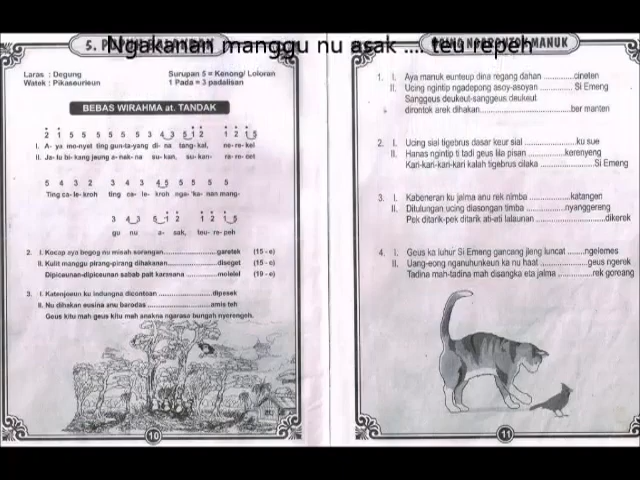 Ngakanan manggu nu asak .... teu repeh
5. P
Laras : Degung
Surupan 5 = Kenong/ Loloran
Watek : Pikaseurieun
1 Pada = 3 padalisan
BEBAS WIRAHMA at. TANDAK
2 1 5 5 5 5 5 5 3 4 3 5 1 2 1 2 1 5
I. A- ya mo-nyet ting gun-ta-yang di- na tang- kal, ne-re-kel
II. Ja- lu bi- kang jeung a- nak- na su- kan, su- kan- ra- ro- cet
5 4 3 2 3 4 3 4 5 5 5 5 5
Ting ca- le- kroh ting ca- le- kroh nga- 'ka- nan mang-
3 4 3 5 1 2 1 2 1 5
gu nu a- sak, teu- re- peh
2. I. Kocap aya begog nu misah sorangan garetek (15 - e)
II. Kulit manggu pirang-pirang dihakanan diseget (15 - e)
Dipiceunan-dipiceunan sabab pait karasana molelel (19 - e)
3. I. Katenjoeun ku indungna dicontoan dipesek
II. Nu dihakan eusina anu barodas amis teh
Geus kitu mah geus kitu mah anakna ngarasa bungah nyerengeh.
10
UCING NGARONTOK MANUK
1. I. Aya manuk eunteup dina regang dahan ..............cineten
II. Ucing ngintip ngadepong asoy-asoyan .............. Si Emeng
Sanggeus deukeut-sanggeus deukeut
dirontok arek dihakan ber manten
2. I. Ucing sial tigebrus dasar keur sial ku sue
II. Hanas ngintip ti tadi geus lila pisan kerenyeng
Kari-kari-kari-kari kalah tigebrus cilaka Si Emeng
3. I. Kabeneran ku jalma anu rek nimba katangen
II. Ditulungan ucing diasongan timba nyanggereng
Pek ditarik-pek ditarik ati-ati lalaunan dikerek
4. I. Geus ka luhur Si Emeng gancang jleng luncat ngelemes
II. Uang-eong nganuhunkeun ka nu haat geus ngerek
Tadina mah-tadina mah disangka eta jalma rek goreang
11